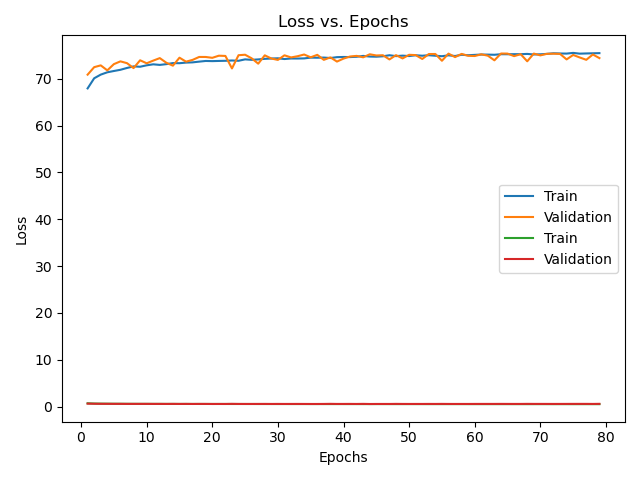 Loss vs. Epochs
Loss
70
60
50
40
30
20
10
0
Train
Validation
Train
Validation
0 10 20 30 40 50 60 70 80
Epochs